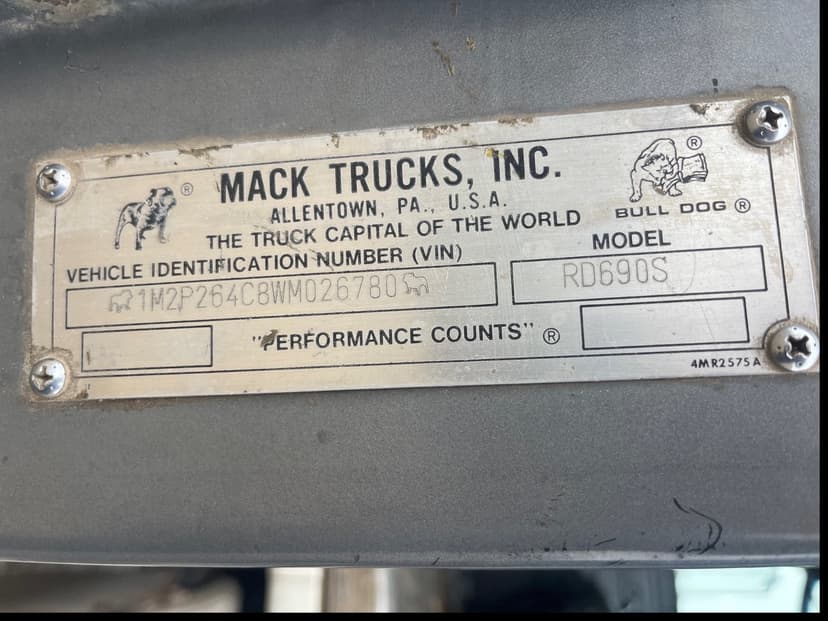 MACK TRUCKS, INC.
ALLENTOWN, PA., U.S.A.
THE TRUCK CAPITAL OF THE WORLD
®
®
BULL DOG ®
VEHICLE IDENTIFICATION NUMBER (VIN)
MODEL
1M2P264C8WM026780
RD690S
"PERFORMANCE COUNTS" ®
4MR2575A